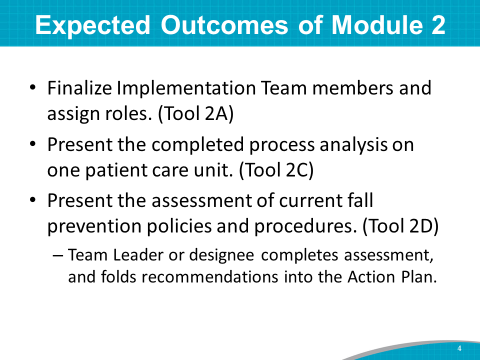 Expected Outcomes of Module 2
• Finalize Implementation Team members and
assign roles. (Tool 2A)
• Present the completed process analysis on
one patient care unit. (Tool 2C)
• Present the assessment of current fall
prevention policies and procedures. (Tool 2D)
– Team Leader or designee completes assessment,
and folds recommendations into the Action Plan.
4